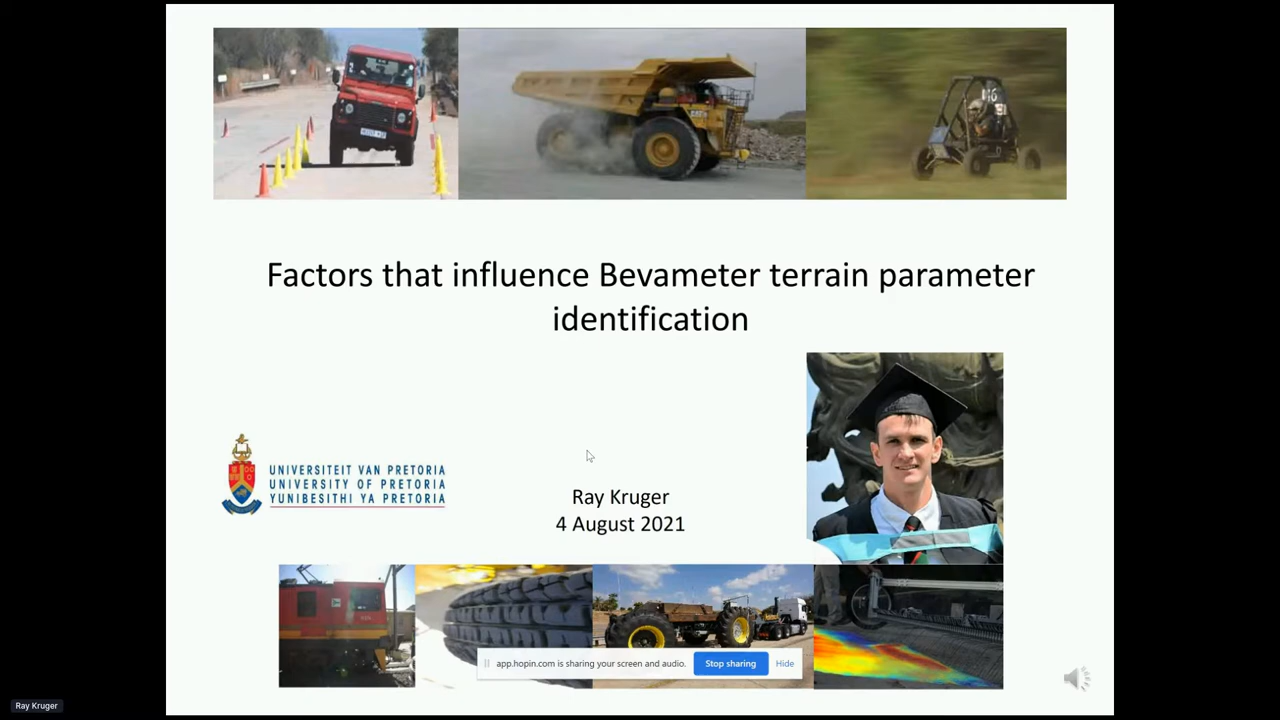 Factors that influence Bevameter terrain parameter
identification
UNIVERSITEIT VAN PRETORIA
UNIVERSITY OF PRETORIA
YUNIBESITHI YA PRETORIA
Ray Kruger
4 August 2021
app.hopin.com is sharing your screen and audio.
Stop sharing
Hide
Ray Kruger